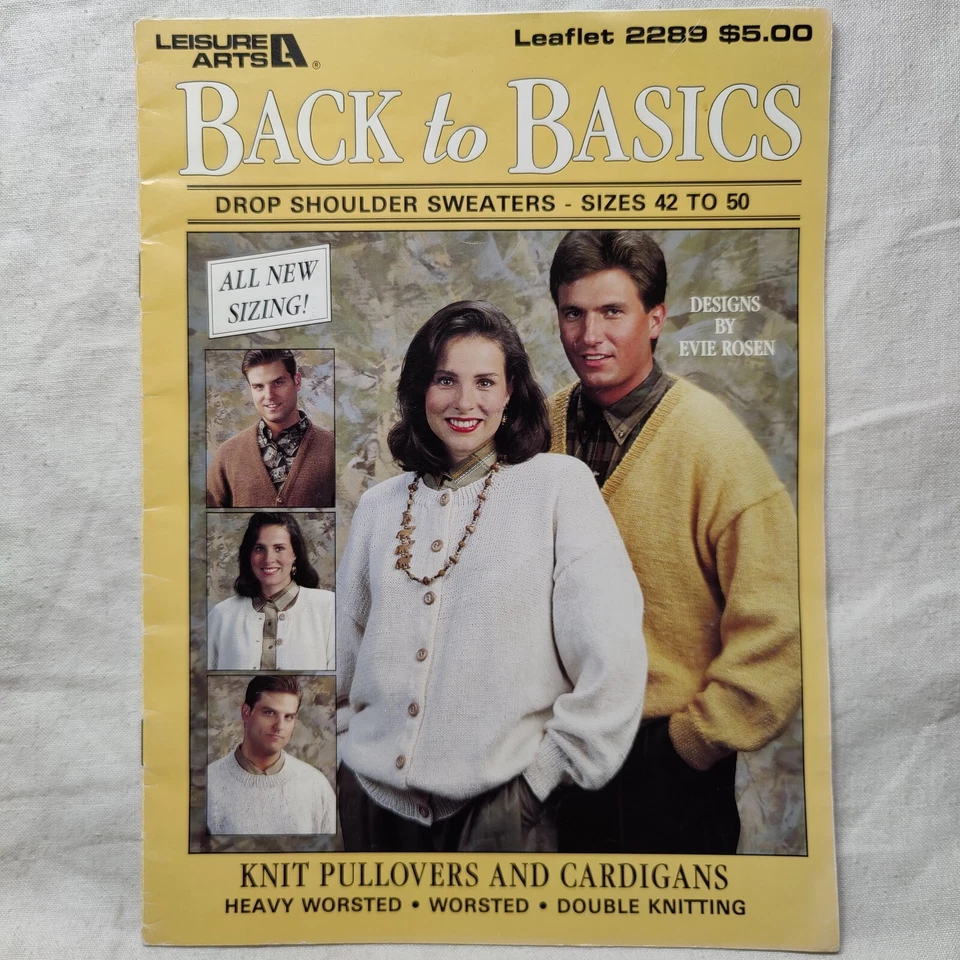 LEISURE
ARTS
®
Leaflet 2289 $5.00
BACK to BASICS
DROP SHOULDER SWEATERS - SIZES 42 TO 50
ALL NEW
SIZING!
DESIGNS
BY
EVIE ROSEN
KNIT PULLOVERS AND CARDIGANS
HEAVY WORSTED • WORSTED • DOUBLE KNITTING